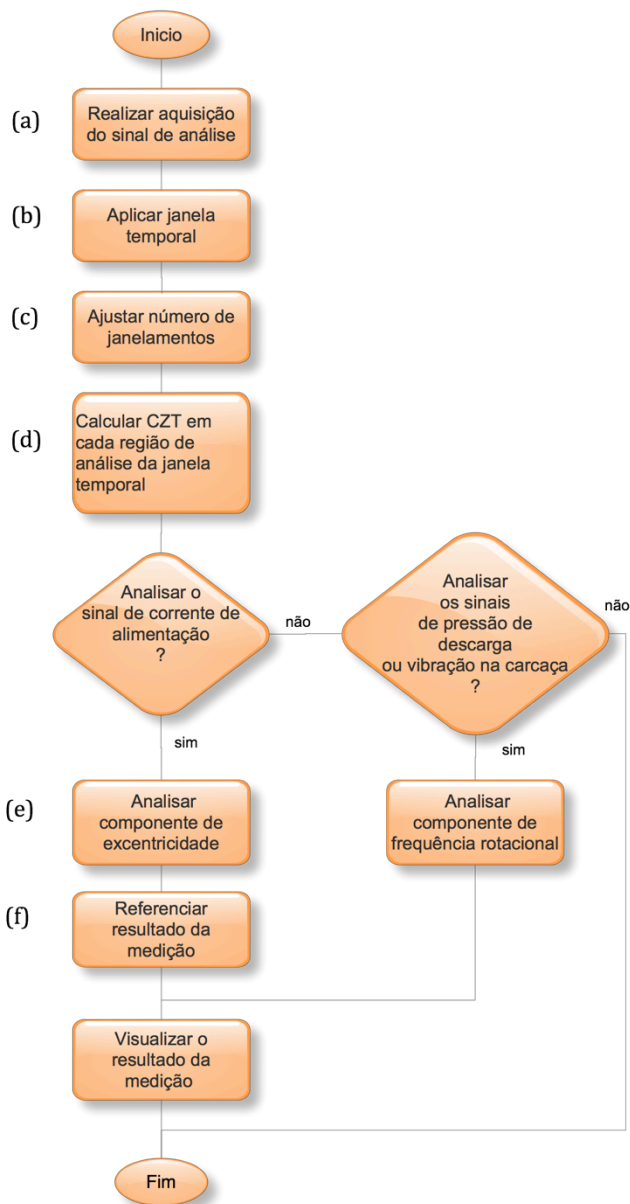 Inicio
(a)
Realizar aquisição
do sinal de análise
(b)
Aplicar janela
temporal
(c)
Ajustar número de
janelamentos
(d)
Calcular CZT em
cada região de
análise da janela
temporal
Analisar o
sinal de corrente de
alimentação
?
não
Analisar
os sinais
de pressão de
descarga
ou vibração na carcaça
?
não
sim
sim
(e)
Analisar
componente de
excentricidade
Analisar
componente de
frequência rotacional
(f)
Referenciar
resultado da
medição
Visualizar o
resultado da
medição
Fim